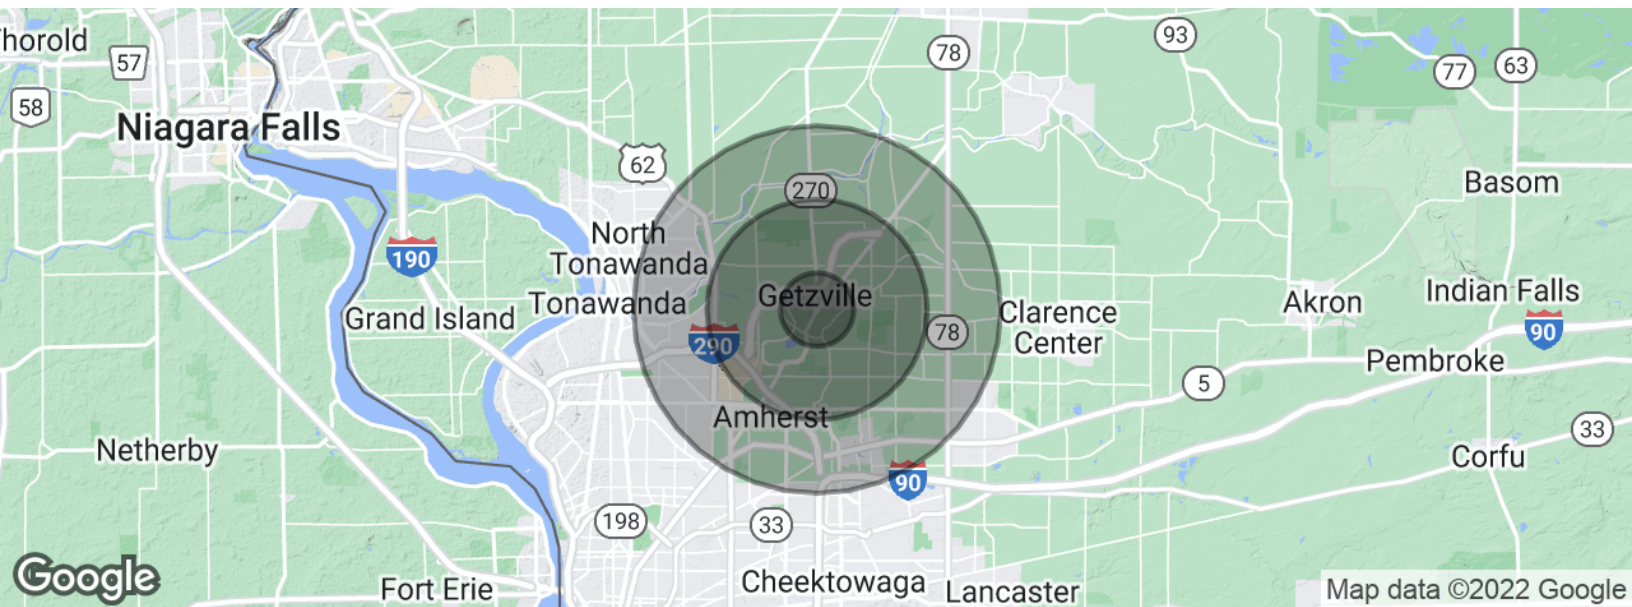 horold
57
58
Niagara Falls
62
78
93
77
63
Basom
270
North
Tonawanda
190
Tonawanda
Getzville
Grand Island
290
78
Clarence
Center
Akron
Indian Falls
90
Pembroke
5
Amherst
33
Netherby
Corfu
90
198
33
Google
Fort Erie
Cheektowaga
Lancaster
Map data ©2022 Google